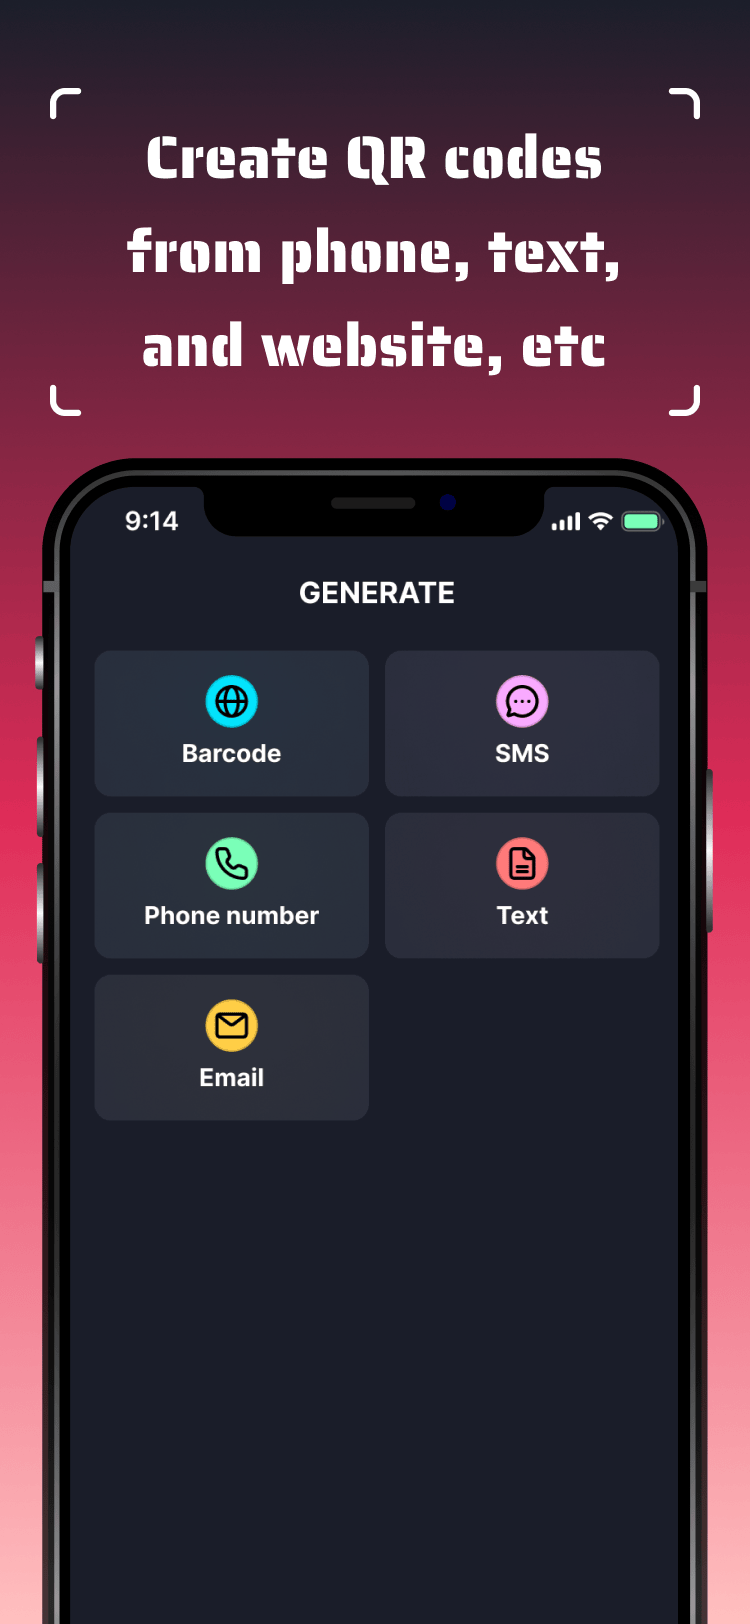 Create QR codes
from phone, text,
and website, etc
9:14
GENERATE
Barcode
SMS
Phone number
Text
Email